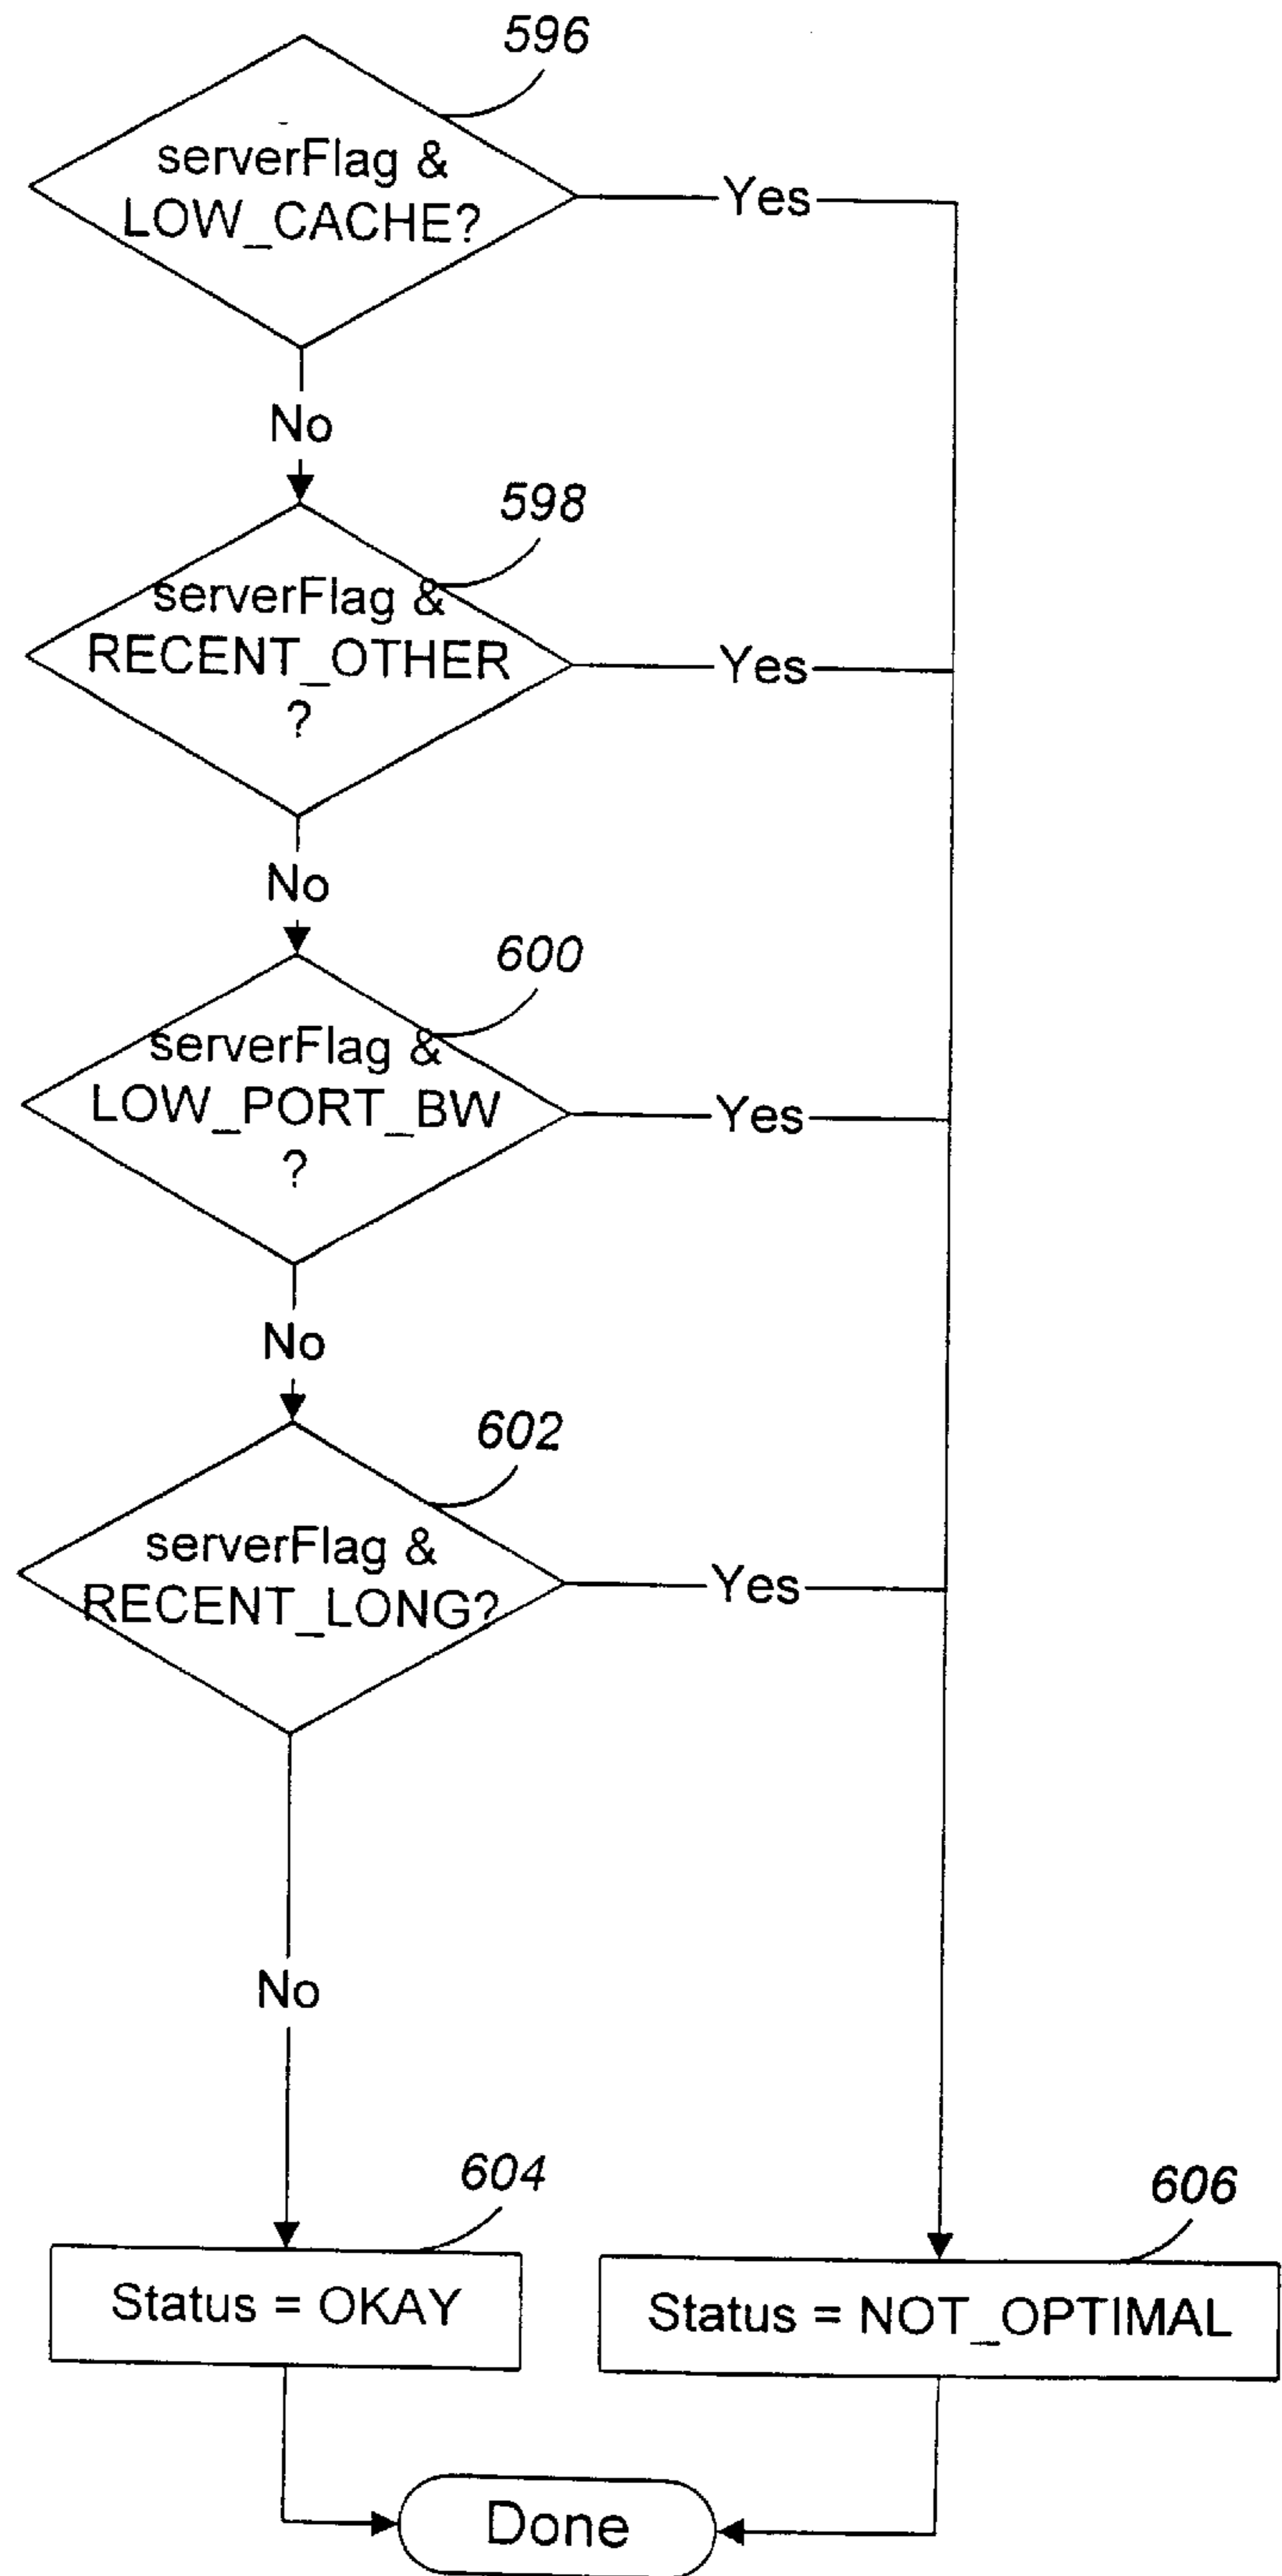 596
serverFlag &
LOW_CACHE?
Yes
No
598
serverFlag &
RECENT_OTHER
?
Yes
No
600
serverFlag &
LOW_PORT_BW
?
Yes
No
602
serverFlag &
RECENT_LONG?
Yes
No
604
Status = OKAY
606
Status = NOT_OPTIMAL
Done